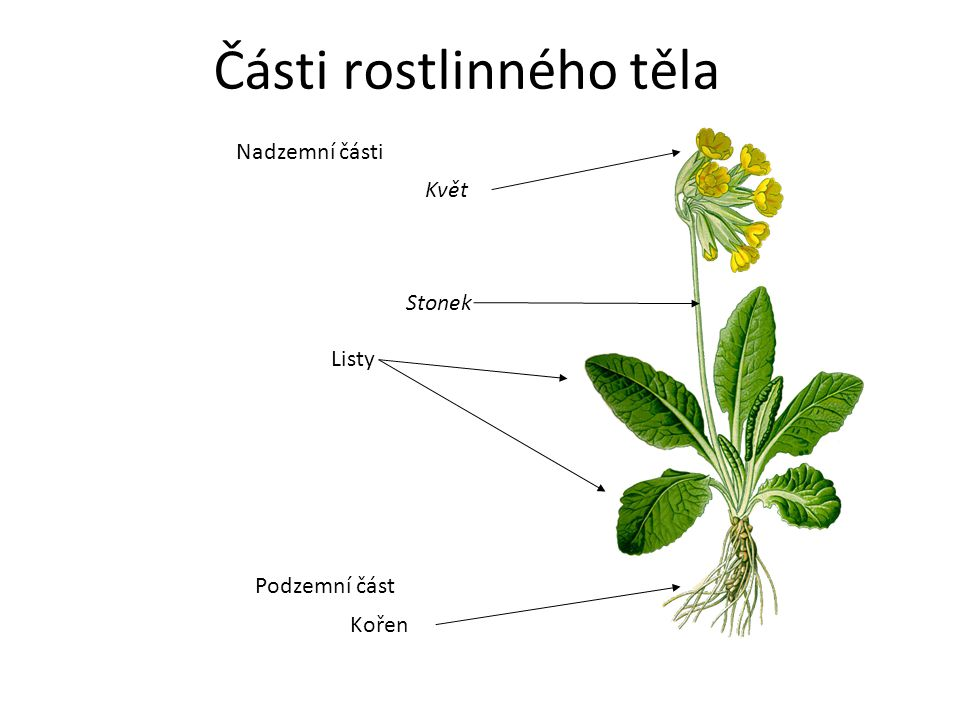 Části rostlinného těla
Nadzemní části
Květ
Stonek
Listy
Podzemní část
Kořen